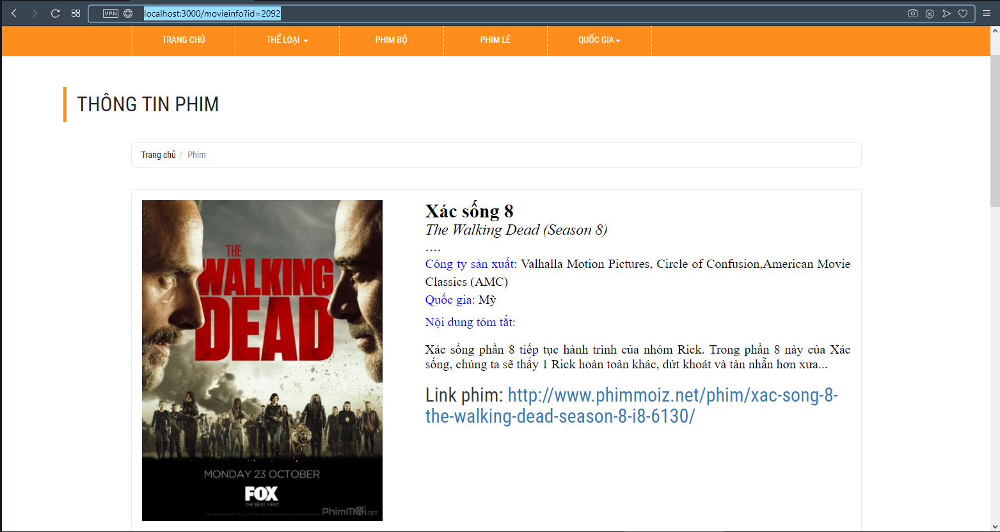 VPN
localhost:3000/movieinfo?id=2092
TRANG CHỦ
THỂ LOẠI
PHIM BỘ
PHIM LẺ
QUỐC GIA
THÔNG TIN PHIM
Trang chủ / Phim
THE
WALKING
DEAD
MONDAY 23 OCTOBER
FOX
THE BEST. FIRST.
PhimMoi.NET
Xác sống 8
The Walking Dead (Season 8)
....
Công ty sản xuất: Valhalla Motion Pictures, Circle of Confusion,American Movie
Classics (AMC)
Quốc gia: Mỹ
Nội dung tóm tắt:
Xác sống phần 8 tiếp tục hành trình của nhóm Rick. Trong phần 8 này của Xác
sống, chúng ta sẽ thấy 1 Rick hoàn toàn khác, dứt khoát và tàn nhẫn hơn xưa...
Link phim: http://www.phimmoiz.net/phim/xac-song-8-
the-walking-dead-season-8-i8-6130/